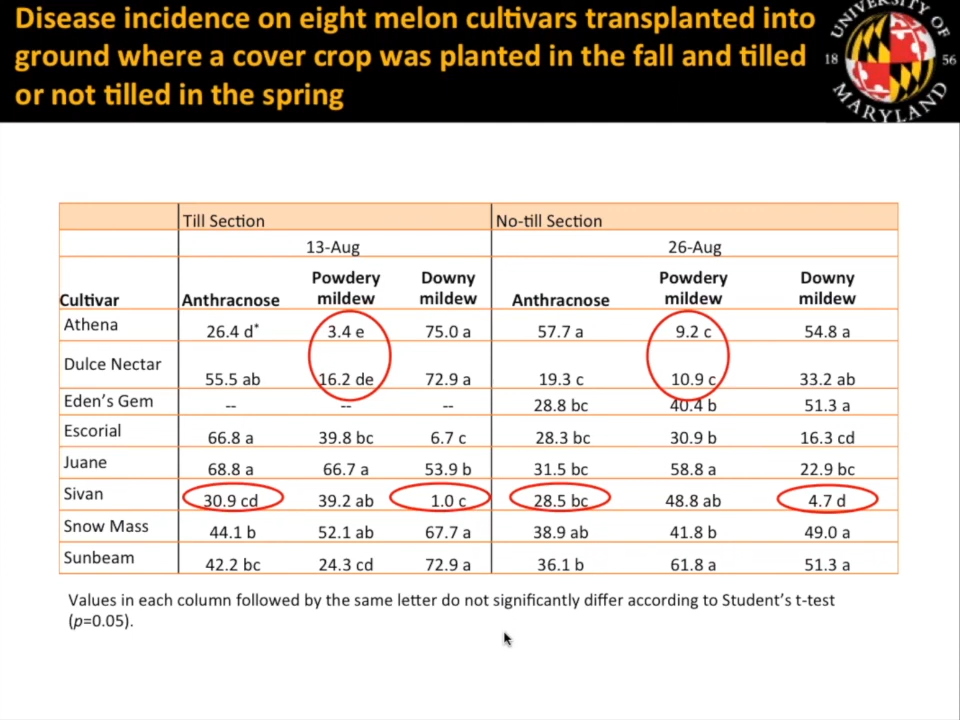 Disease incidence on eight melon cultivars transplanted into
ground where a cover crop was planted in the fall and tilled
or not tilled in the spring
UNIVERSITY OF
18 56
MARYLAND
Till Section No-till Section
13-Aug 26-Aug
Cultivar Anthracnose Powdery mildew Downy mildew Anthracnose Powdery mildew Downy mildew
Athena 26.4 d* 3.4 e 75.0 a 57.7 a 9.2 c 54.8 a
Dulce Nectar 55.5 ab 16.2 de 72.9 a 19.3 c 10.9 c 33.2 ab
Eden's Gem -- -- -- 28.8 bc 40.4 b 51.3 a
Escorial 66.8 a 39.8 bc 6.7 c 28.3 bc 30.9 b 16.3 cd
Juane 68.8 a 66.7 a 53.9 b 31.5 bc 58.8 a 22.9 bc
Sivan 30.9 cd 39.2 ab 1.0 c 28.5 bc 48.8 ab 4.7 d
Snow Mass 44.1 b 52.1 ab 67.7 a 38.9 ab 41.8 b 49.0 a
Sunbeam 42.2 bc 24.3 cd 72.9 a 36.1 b 61.8 a 51.3 a
Values in each column followed by the same letter do not significantly differ according to Student's t-test
(p=0.05).